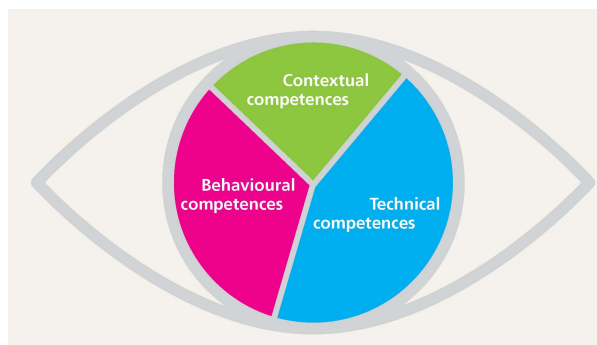 Contextual
competences
Behavioural
competences
Technical
competences